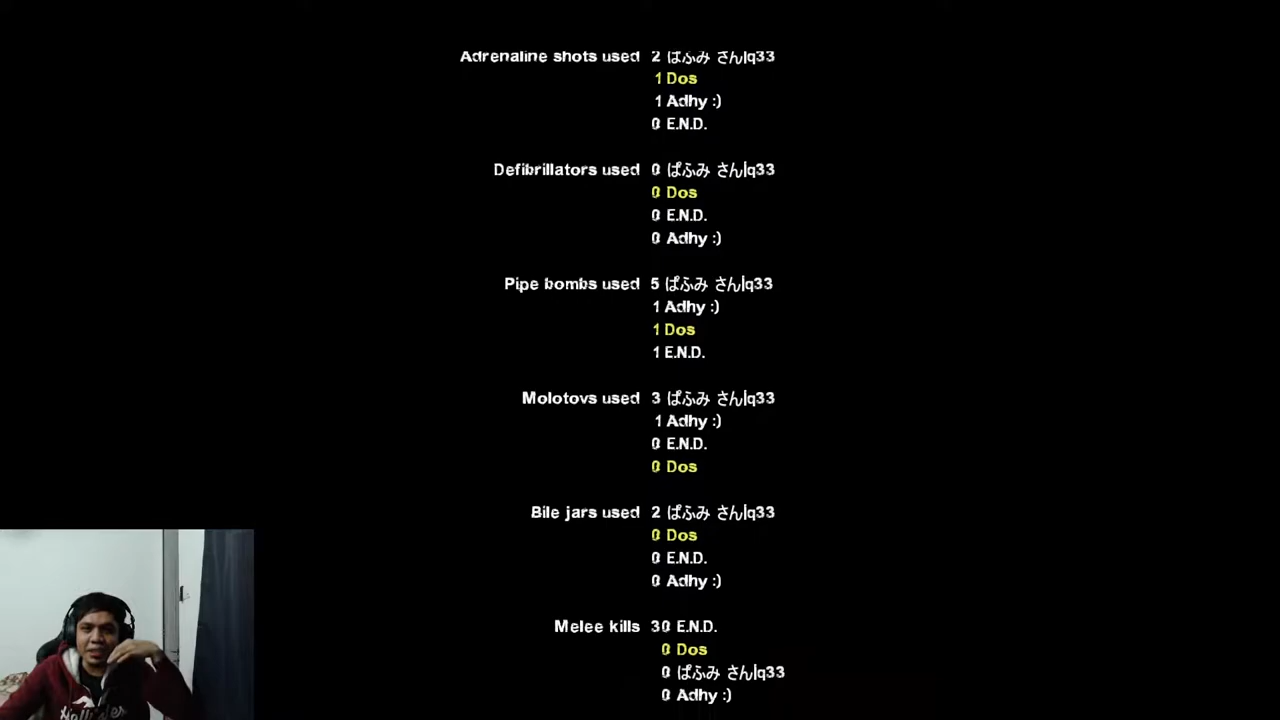 Adrenaline shots used 2 ぱふみ さん|q33
1 Dos
1 Adhy :)
0 E.N.D.
Defibrillators used 0 ぱふみ さん|q33
0 Dos
0 E.N.D.
0 Adhy :)
Pipe bombs used 5 ぱふみ さん|q33
1 Adhy :)
1 Dos
1 E.N.D.
Molotovs used 3 ぱふみ さん|q33
1 Adhy :)
0 E.N.D.
0 Dos
Bile jars used 2 ぱふみ さん|q33
0 Dos
0 E.N.D.
0 Adhy :)
Melee kills 30 E.N.D.
0 Dos
0 ぱふみ さん|q33
0 Adhy :)